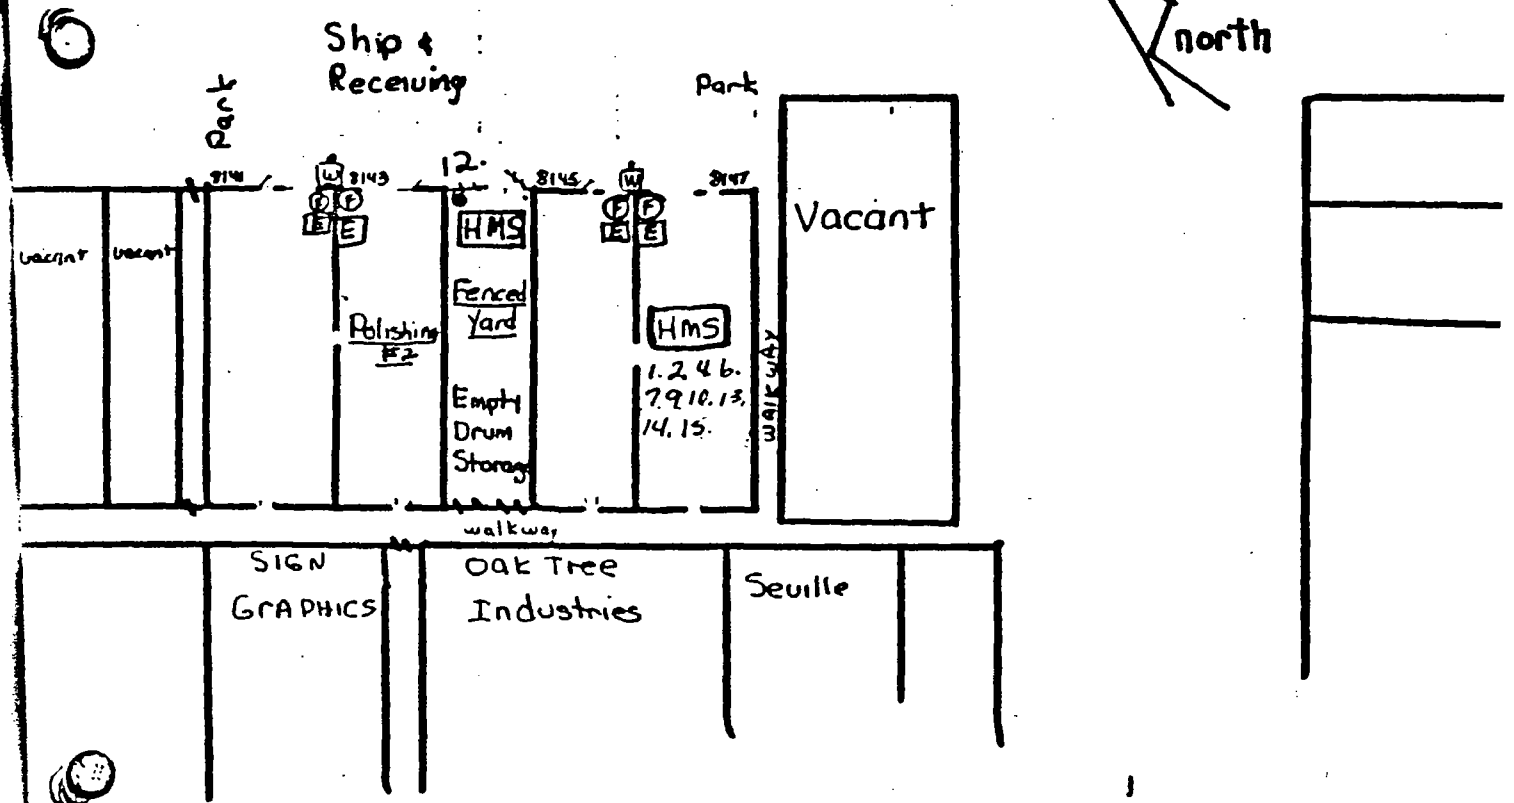 north
Ship &
Receiving
Park
Park
12.
8141
W
8143
8145
W
8147
F
F
F
F
E
E
E
E
HMS
Vacant
vacant
vacant
Fenced
Yard
Polishing
#2
HMS
1.2.4 6.
7.9 10.13.
14.15.
WALKWAY
Empty
Drum
Storage
walkway
SIGN
GRAPHICS
Oak Tree
Industries
Seville